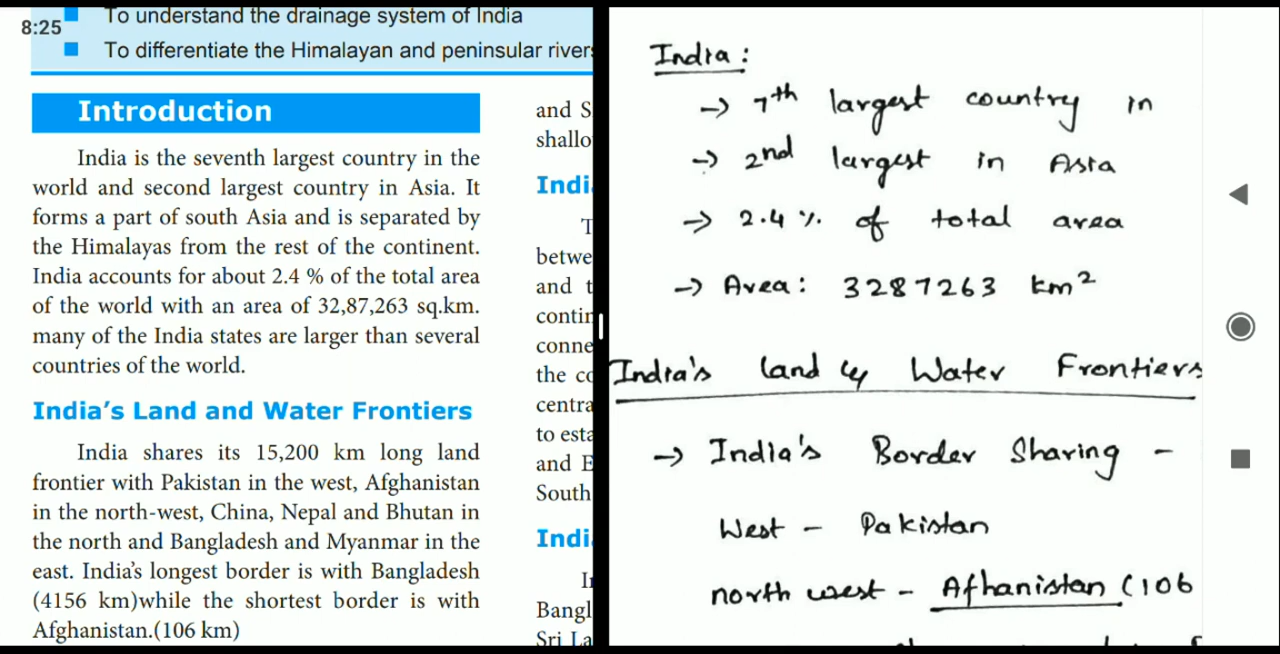 8:25
To understand the drainage system of India
To differentiate the Himalayan and peninsular rivers
Introduction
India is the seventh largest country in the
world and second largest country in Asia. It
forms a part of south Asia and is separated by
the Himalayas from the rest of the continent.
India accounts for about 2.4 % of the total area
of the world with an area of 32,87,263 sq.km.
many of the India states are larger than several
countries of the world.
India's Land and Water Frontiers
India shares its 15,200 km long land
frontier with Pakistan in the west, Afghanistan
in the north-west, China, Nepal and Bhutan in
the north and Bangladesh and Myanmar in the
east. India's longest border is with Bangladesh
(4156 km)while the shortest border is with
Afghanistan.(106 km)
and S
shallo
Indi
T
betwe
and t
contin
conne
the co
centra
to esta
and E
South
Indi
I
Bangl
Sri La
India :
→ 7th largest country in
→ 2nd largest in Asia
→ 2.4 % of total area
→ Area : 3287263 km²
India's land & Water Frontiers
→ India's Border Sharing -
West - Pakistan
north west - Afhanistan (106